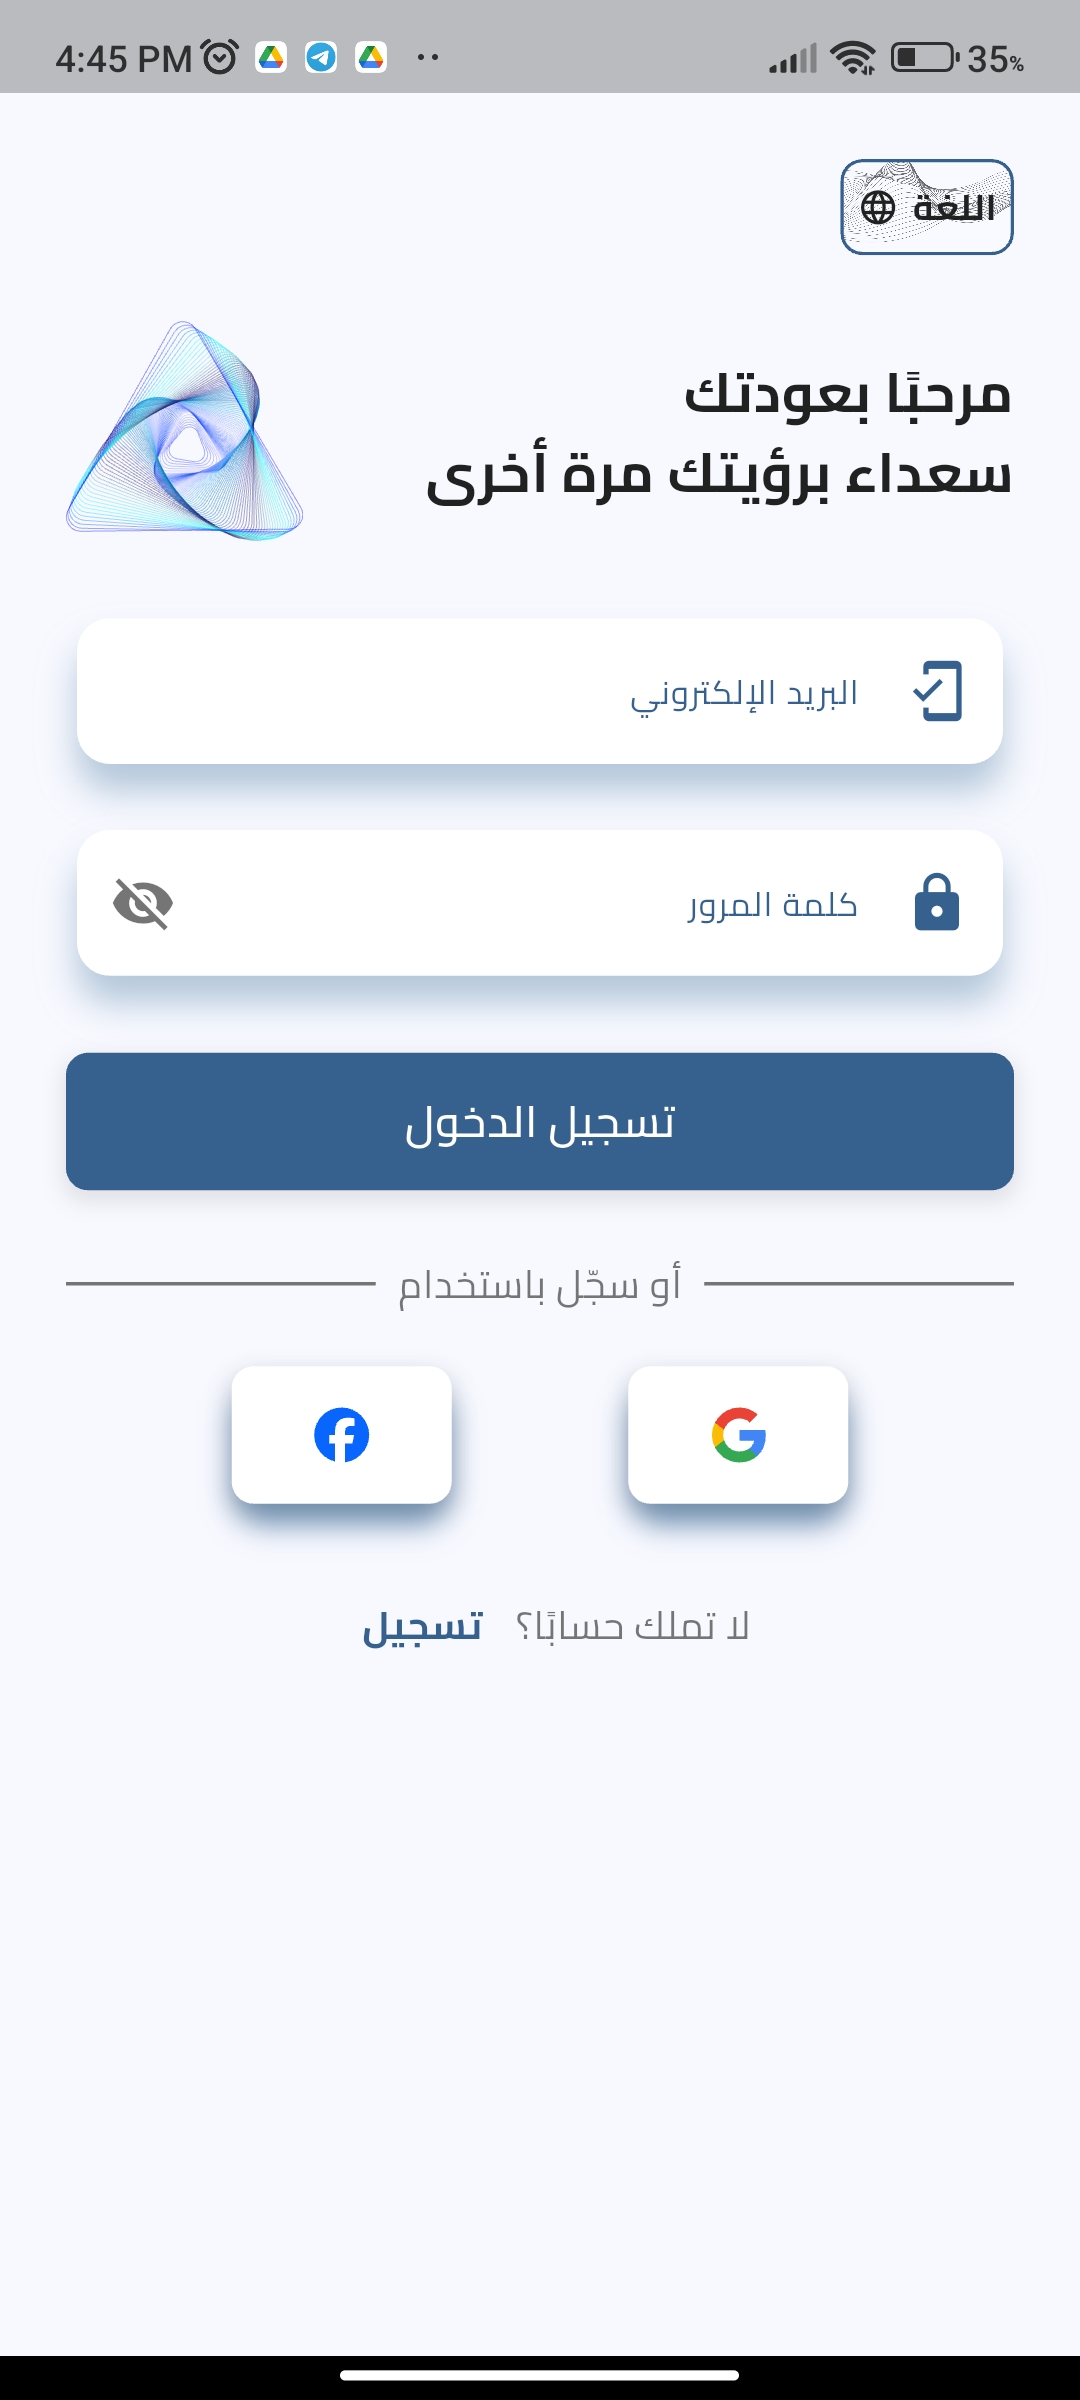 4:45 PM 35%
اللغة
مرحبًا بعودتك
سعداء برؤيتك مرة أخرى
البريد الإلكتروني
كلمة المرور
تسجيل الدخول
أو سجّل باستخدام
لا تملك حسابًا؟ تسجيل